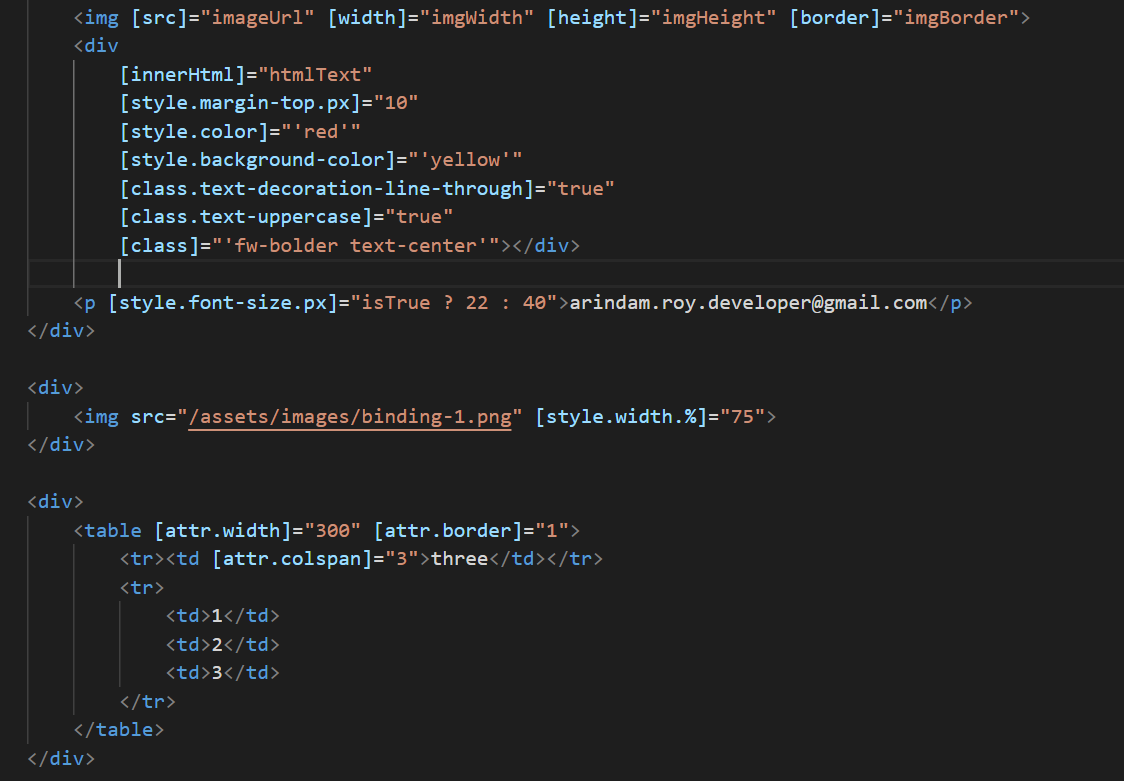 <img [src]="imageUrl" [width]="imgWidth" [height]="imgHeight" [border]="imgBorder">
<div
[innerHtml]="htmlText"
[style.margin-top.px]="10"
[style.color]="'red'"
[style.background-color]="'yellow'"
[class.text-decoration-line-through]="true"
[class.text-uppercase]="true"
[class]="'fw-bolder text-center'"></div>
<p [style.font-size.px]="isTrue ? 22 : 40">arindam.roy.developer@gmail.com</p>
</div>
<div>
<img src="/assets/images/binding-1.png" [style.width.%]="75">
</div>
<div>
<table [attr.width]="300" [attr.border]="1">
<tr><td [attr.colspan]="3">three</td></tr>
<tr>
<td>1</td>
<td>2</td>
<td>3</td>
</tr>
</table>
</div>